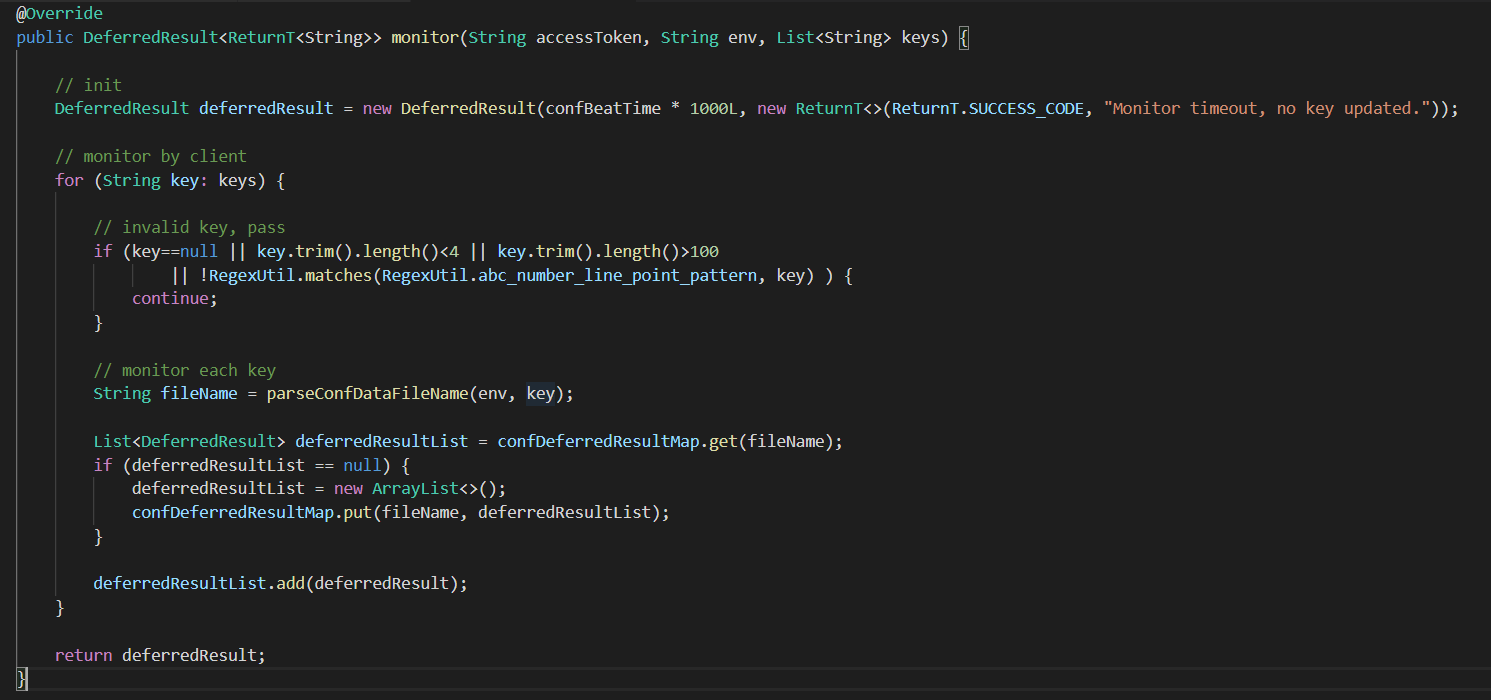 @Override
public DeferredResult<ReturnT<String>> monitor(String accessToken, String env, List<String> keys) {
// init
DeferredResult deferredResult = new DeferredResult(confBeatTime * 1000L, new ReturnT<>(ReturnT.SUCCESS_CODE, "Monitor timeout, no key updated."));
// monitor by client
for (String key: keys) {
// invalid key, pass
if (key==null || key.trim().length()<4 || key.trim().length()>100
|| !RegexUtil.matches(RegexUtil.abc_number_line_point_pattern, key) ) {
continue;
}
// monitor each key
String fileName = parseConfDataFileName(env, key);
List<DeferredResult> deferredResultList = confDeferredResultMap.get(fileName);
if (deferredResultList == null) {
deferredResultList = new ArrayList<>();
confDeferredResultMap.put(fileName, deferredResultList);
}
deferredResultList.add(deferredResult);
}
return deferredResult;
}